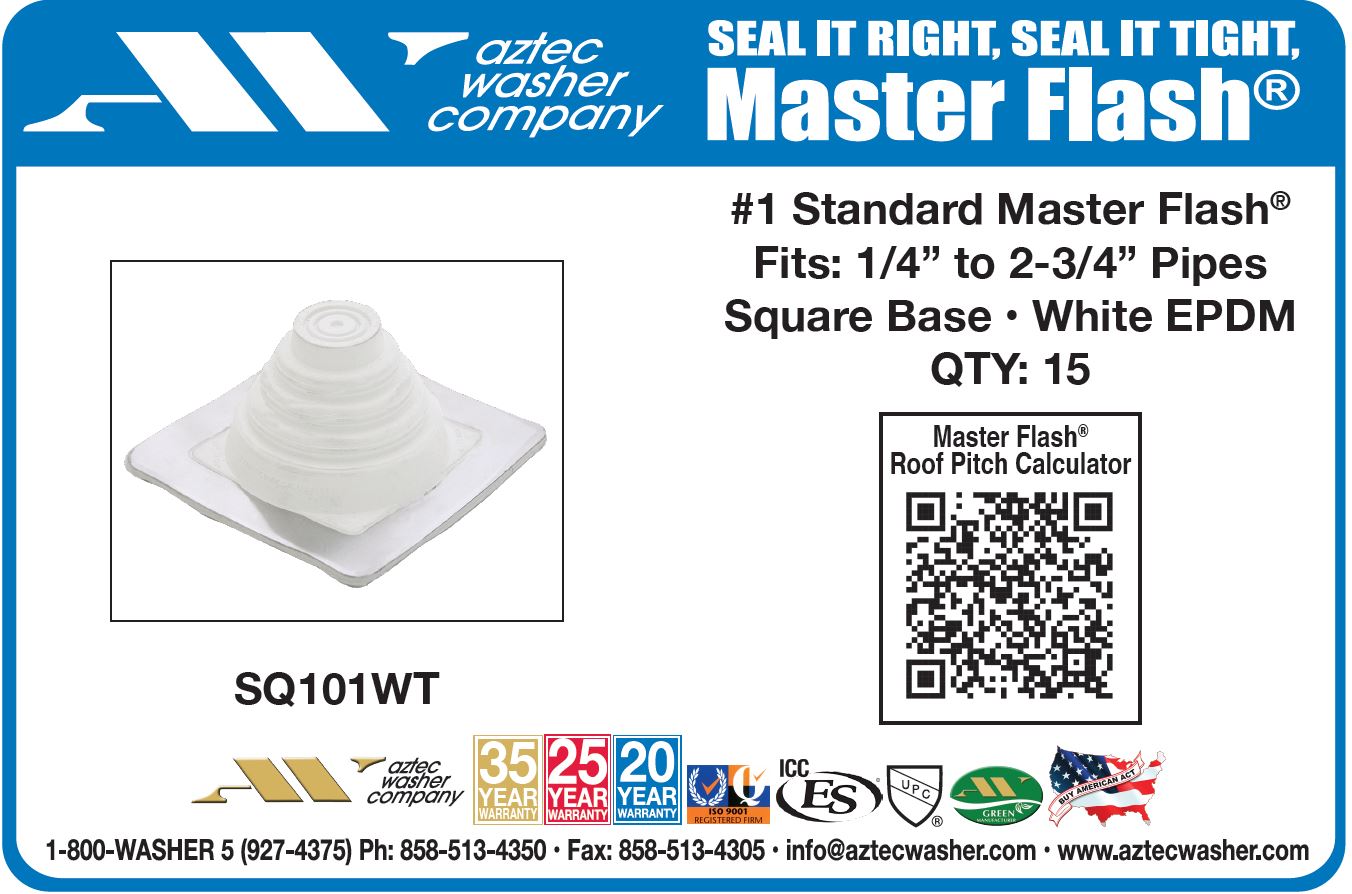 aztec
washer
company
SEAL IT RIGHT, SEAL IT TIGHT,
Master Flash®
#1 Standard Master Flash®
Fits: 1/4” to 2-3/4” Pipes
Square Base • White EPDM
QTY: 15
Master Flash®
Roof Pitch Calculator
SQ101WT
aztec
washer
company
35
YEAR
WARRANTY
25
YEAR
WARRANTY
20
YEAR
WARRANTY
ISO 9001
REGISTERED FIRM
ICC
ES
UPC
®
GREEN
MANUFACTURER
BUY AMERICAN ACT
1-800-WASHER 5 (927-4375) Ph: 858-513-4350 • Fax: 858-513-4305 • info@aztecwasher.com • www.aztecwasher.com